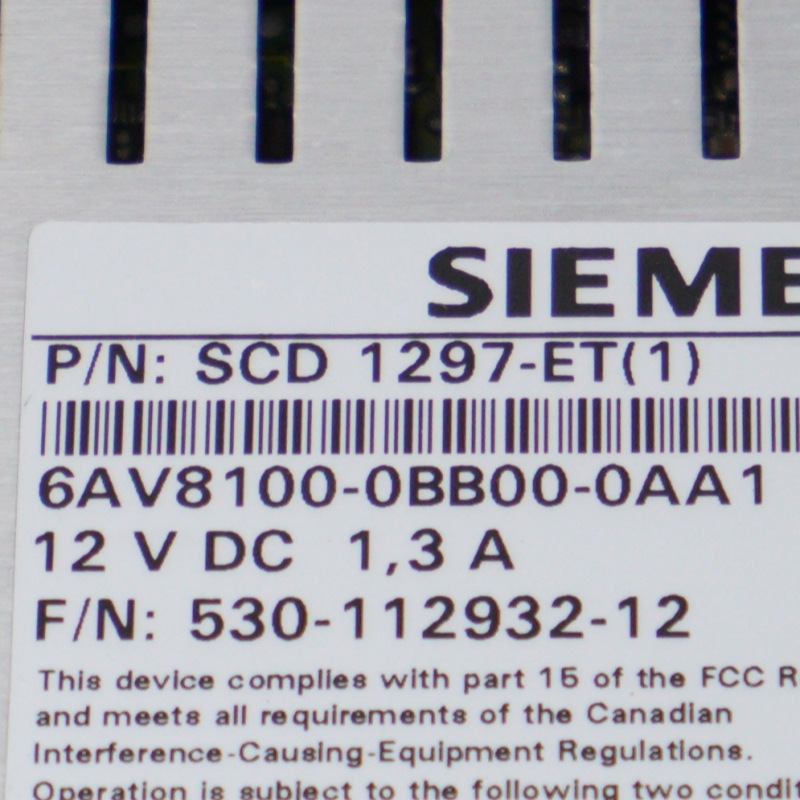 SIEME
P/N: SCD 1297-ET(1)
6AV8100-0BB00-0AA1
12 V DC 1,3 A
F/N: 530-112932-12
This device complies with part 15 of the FCC R
and meets all requirements of the Canadian
Interference-Causing-Equipment Regulations.
Operation is subject to the following two condit